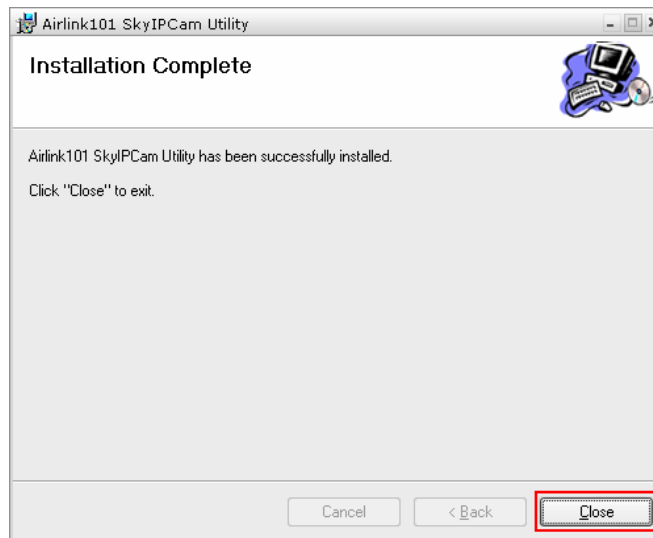 Airlink101 SkyIPCam Utility
Installation Complete
Airlink101 SkyIPCam Utility has been successfully installed.
Click "Close" to exit.
Cancel
< Back
Close